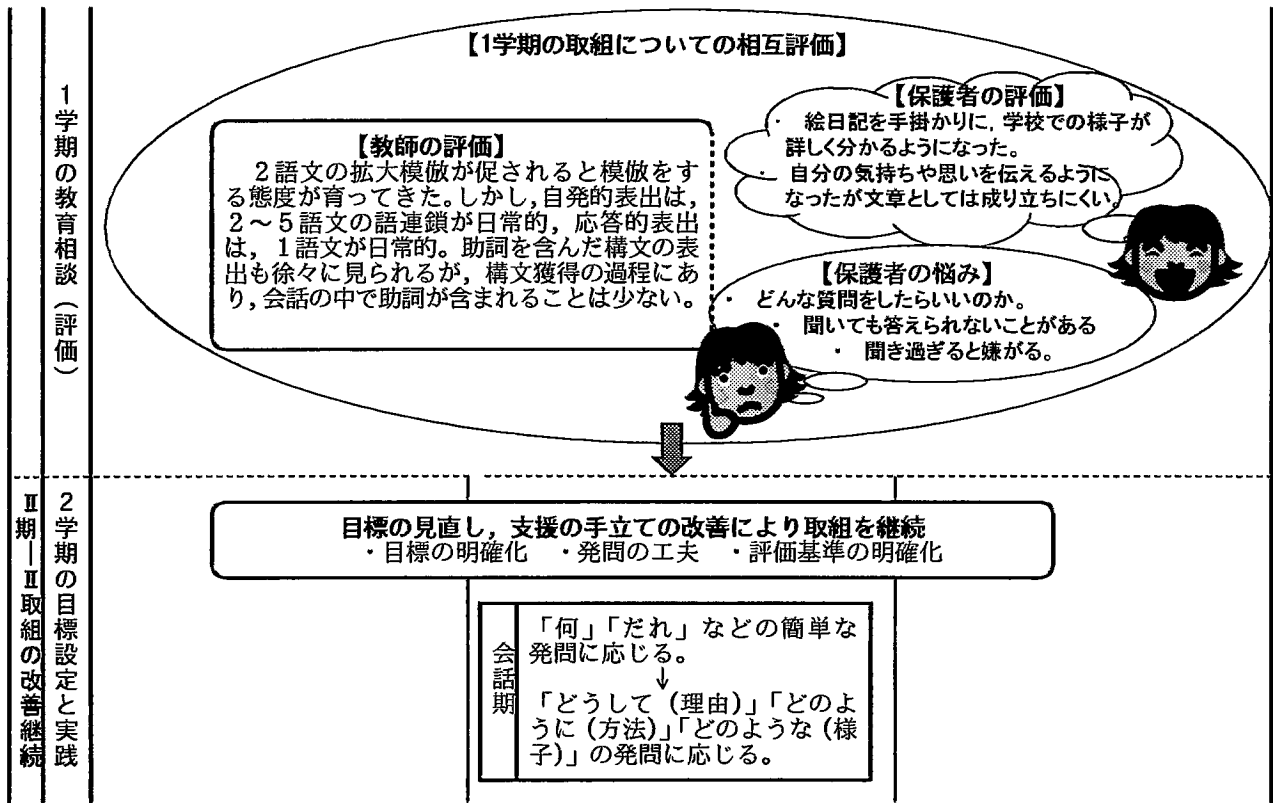 【1学期の取組についての相互評価】
1学期の教育相談(評価)
【教師の評価】
2語文の拡大模倣が促されると模倣をす
る態度が育ってきた。しかし,自発的表出は,
2～5語文の語連鎖が日常的,応答的表出
は,1語文が日常的。助詞を含んだ構文の表
出も徐々に見られるが,構文獲得の過程にあ
り,会話の中で助詞が含まれることは少ない。
【保護者の評価】
・ 絵日記を手掛かりに,学校での様子が
詳しく分かるようになった。
・ 自分の気持ちや思いを伝えるように
なったが文章としては成り立ちにくい。
【保護者の悩み】
・ どんな質問をしたらいいのか。
・ 聞いても答えられないことがある
・ 聞き過ぎると嫌がる。
Ⅱ期―Ⅱ取組の改善継続
2学期の目標設定と実践
目標の見直し,支援の手立ての改善により取組を継続
・目標の明確化 ・発問の工夫 ・評価基準の明確化
会話期
「何」「だれ」などの簡単な
発問に応じる。
↓
「どうして(理由)」「どのよ
うに(方法)」「どのような(様
子)」の発問に応じる。